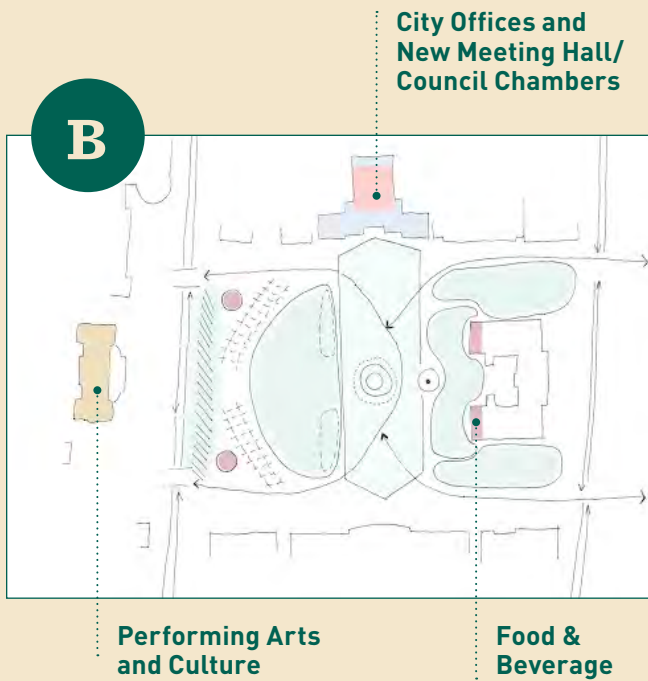 City Offices and
New Meeting Hall/
Council Chambers
B
Performing Arts
and Culture
Food &
Beverage